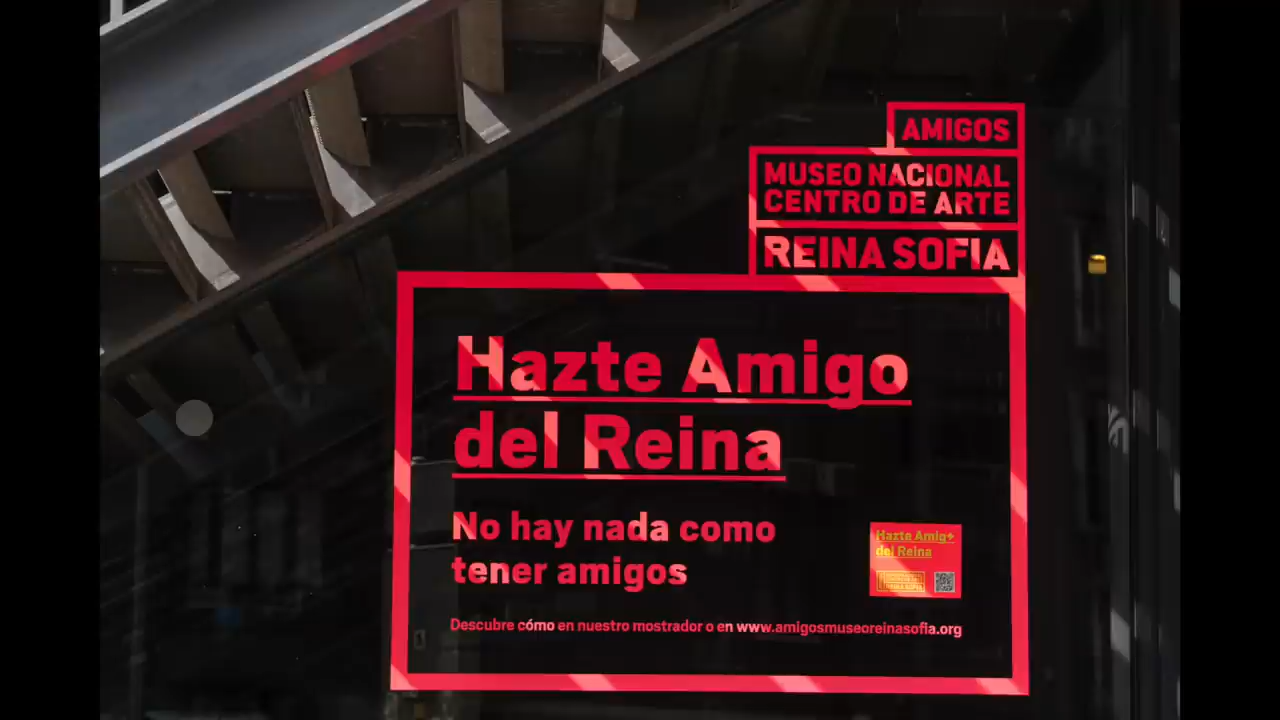 AMIGOS
MUSEO NACIONAL
CENTRO DE ARTE
REINA SOFIA
Hazte Amigo
del Reina
No hay nada como
tener amigos
Hazte Amig+
del Reina
Descubre cómo en nuestro mostrador o en www.amigosmuseoreinasofia.org